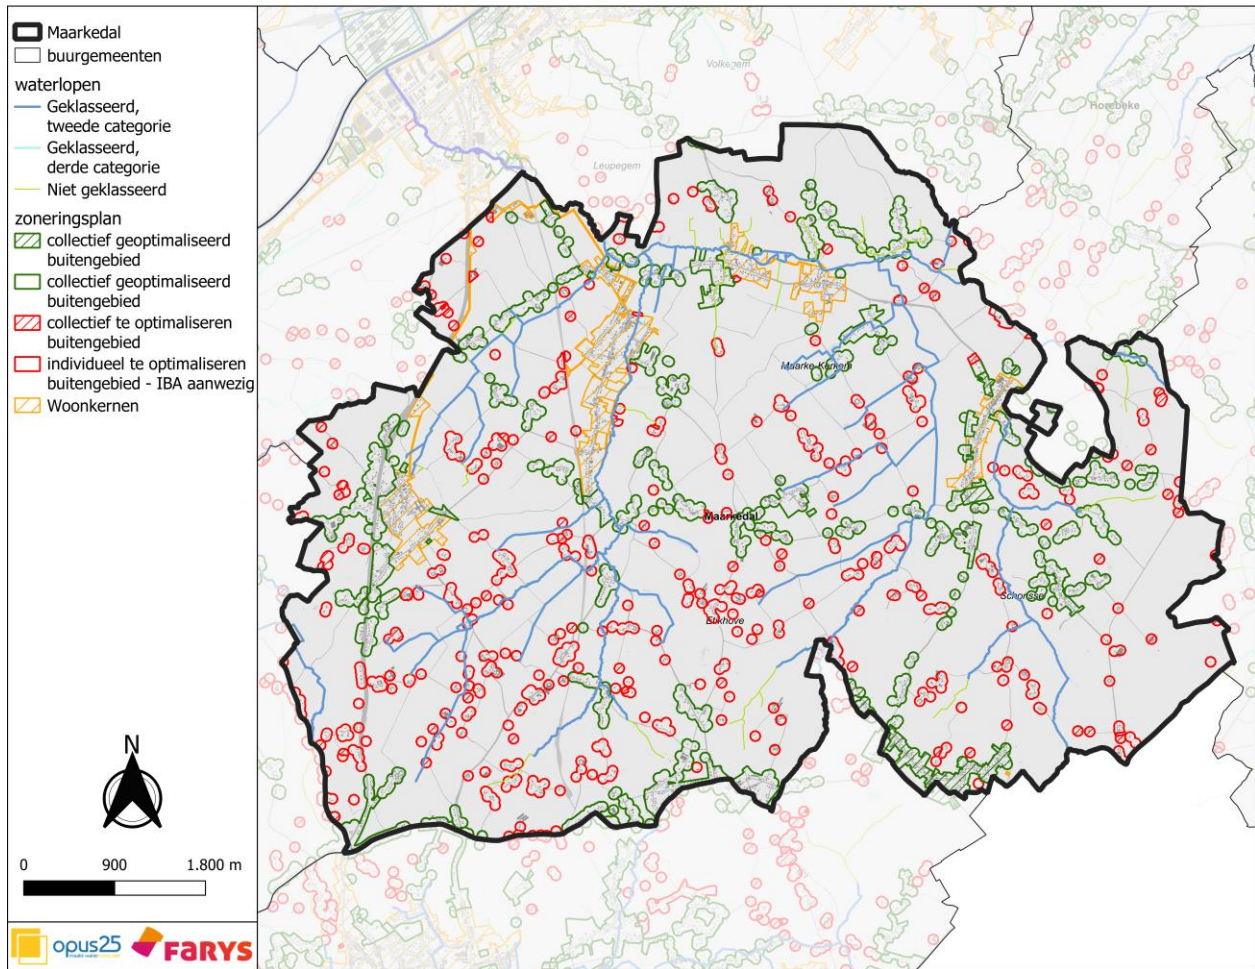 Maarkedal
buurgemeenten
waterlopen
Geklasseerd,
tweede categorie
Geklasseerd,
derde categorie
Niet geklasseerd
zoneringsplan
collectief geoptimaliseerd
buitengebied
collectief geoptimaliseerd
buitengebied
collectief te optimaliseren
buitengebied
individueel te optimaliseren
buitengebied - IBA aanwezig
Woonkernen
N
0 900 1.800 m
opus25
FARYS
Volkegem
Horebeke
Leupegem
Maarke-Kerkem
Maarkedal
Schorisse
Etikhove